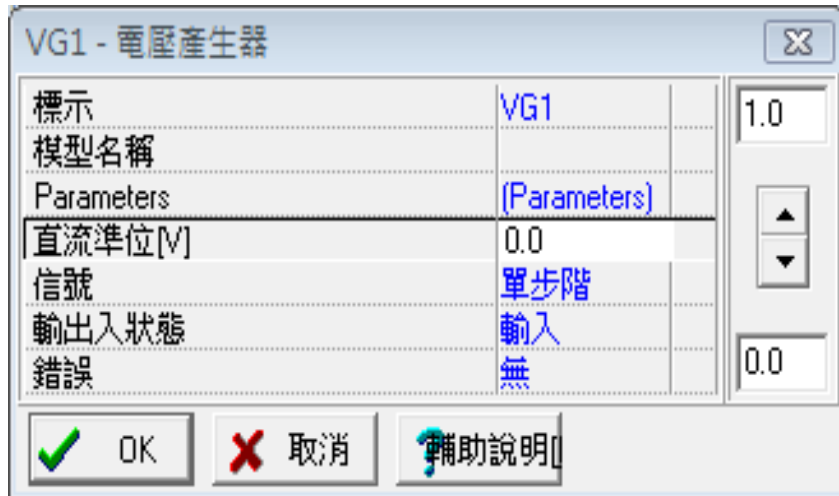 VG1 - 電壓產生器
標示 VG1
模型名稱
Parameters (Parameters)
直流準位[V] 0.0
信號 單步階
輸出入狀態 輸入
錯誤 無
1.0
0.0
OK 取消 輔助說明[